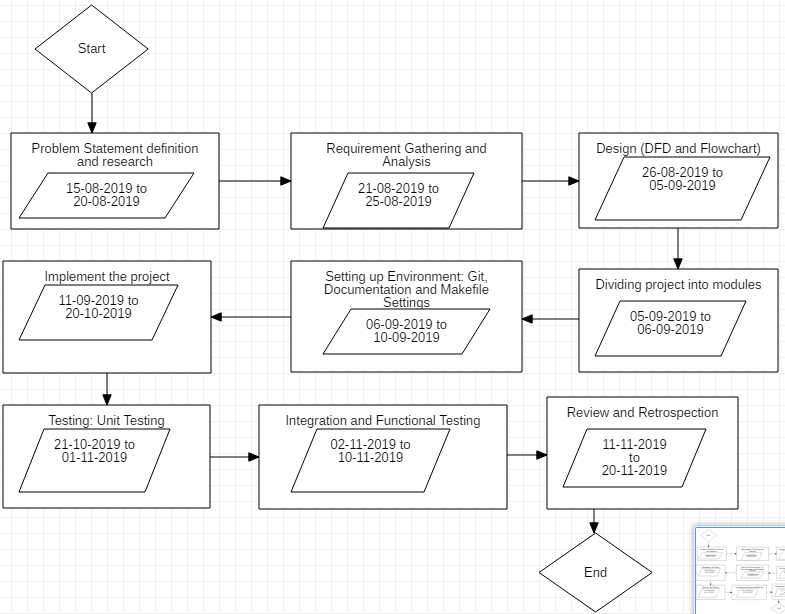 Start
Problem Statement definition
and research
15-08-2019 to
20-08-2019
Requirement Gathering and
Analysis
21-08-2019 to
25-08-2019
Design (DFD and Flowchart)
26-08-2019 to
05-09-2019
Dividing project into modules
05-09-2019 to
06-09-2019
Setting up Environment: Git,
Documentation and Makefile
Settings
06-09-2019 to
10-09-2019
Implement the project
11-09-2019 to
20-10-2019
Testing: Unit Testing
21-10-2019 to
01-11-2019
Integration and Functional Testing
02-11-2019 to
10-11-2019
Review and Retrospection
11-11-2019
to
20-11-2019
End